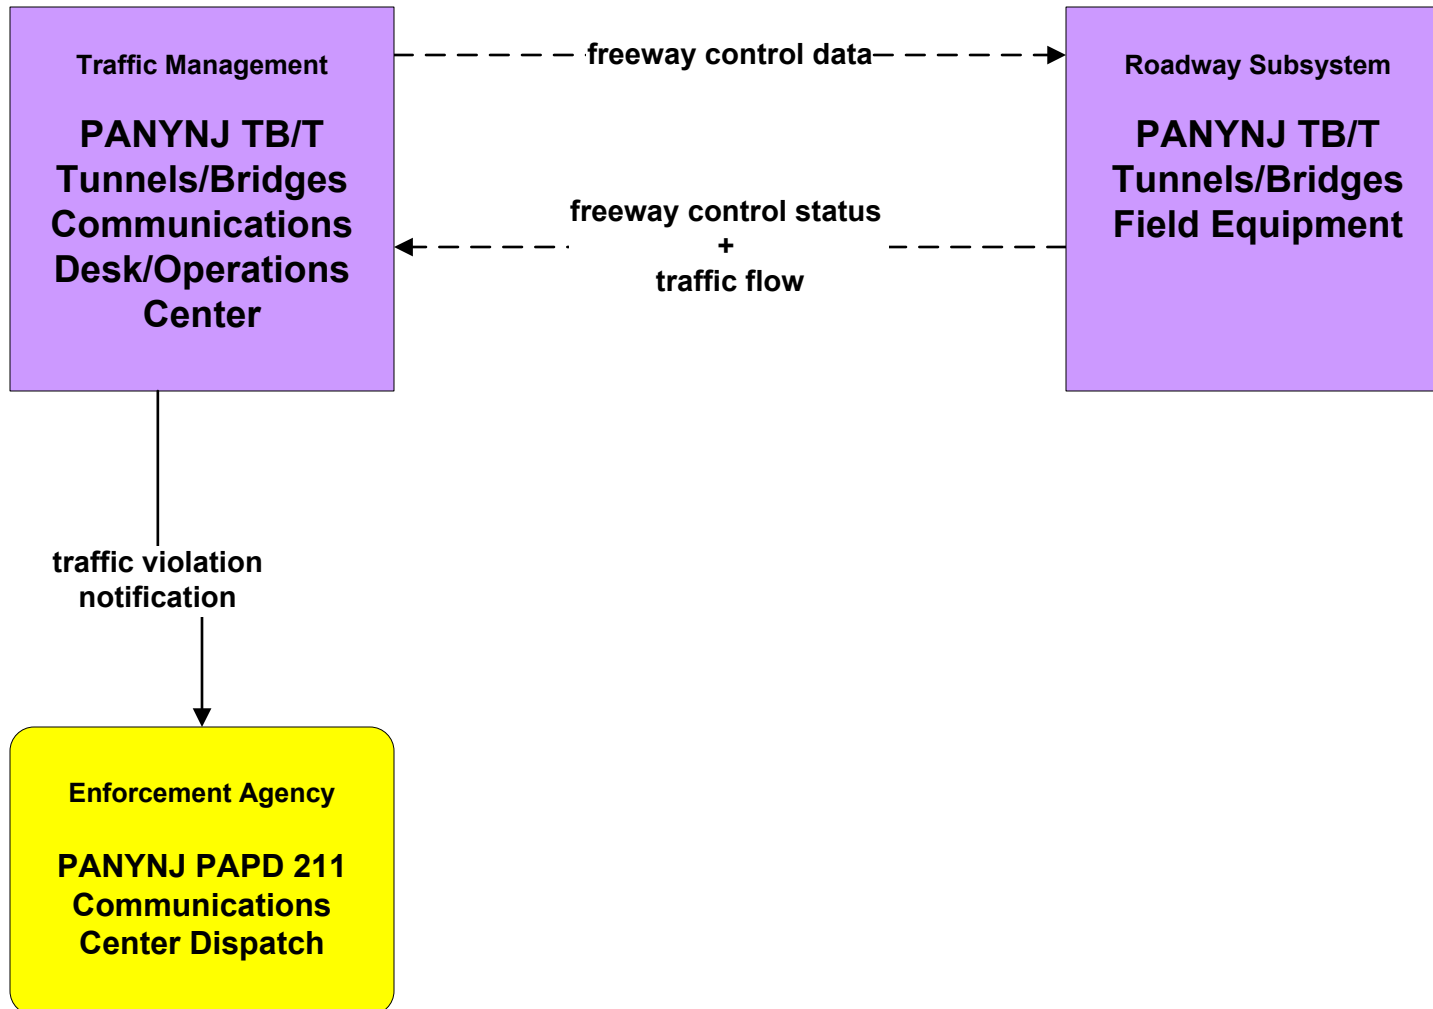 Traffic Management
PANYNJ TB/T
Tunnels/Bridges
Communications
Desk/Operations
Center
freeway control data
Roadway Subsystem
PANYNJ TB/T
Tunnels/Bridges
Field Equipment
freeway control status
+
traffic flow
traffic violation
notification
Enforcement Agency
PANYNJ PAPD 211
Communications
Center Dispatch